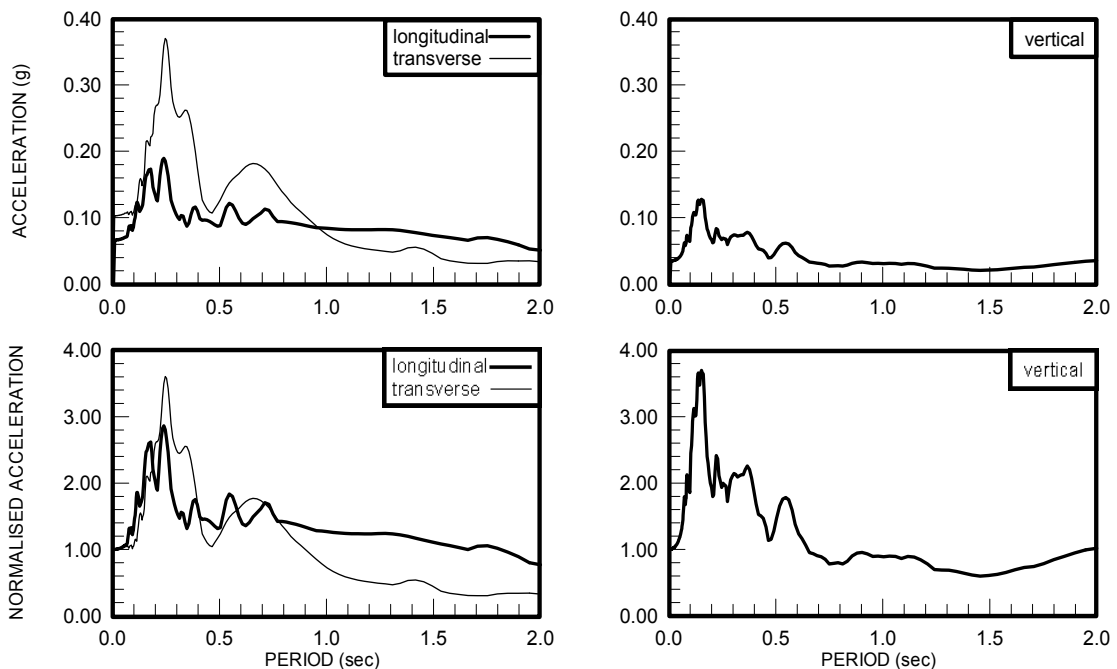 ACCELERATION (g)
0.40
0.30
0.20
0.10
0.00
longitudinal
transverse
0.0 0.5 1.0 1.5 2.0
0.40
0.30
0.20
0.10
0.00
vertical
0.0 0.5 1.0 1.5 2.0
NORMALISED ACCELERATION
4.00
3.00
2.00
1.00
0.00
longitudinal
transverse
0.0 0.5 1.0 1.5 2.0
PERIOD (sec)
4.00
3.00
2.00
1.00
0.00
vertical
0.0 0.5 1.0 1.5 2.0
PERIOD (sec)